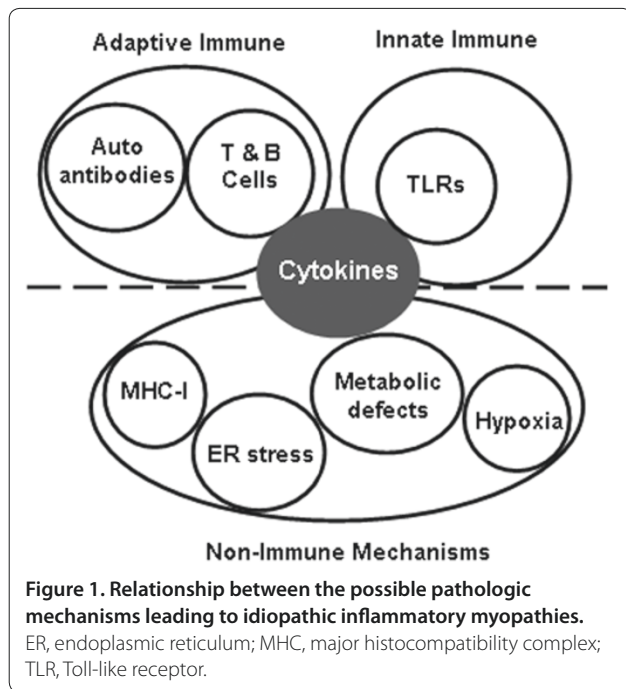 Adaptive Immune
Innate Immune
Auto
antibodies
T & B
Cells
TLRs
Cytokines
MHC-I
ER stress
Metabolic
defects
Hypoxia
Non-Immune Mechanisms
Figure 1. Relationship between the possible pathologic
mechanisms leading to idiopathic inflammatory myopathies.
ER, endoplasmic reticulum; MHC, major histocompatibility complex;
TLR, Toll-like receptor.